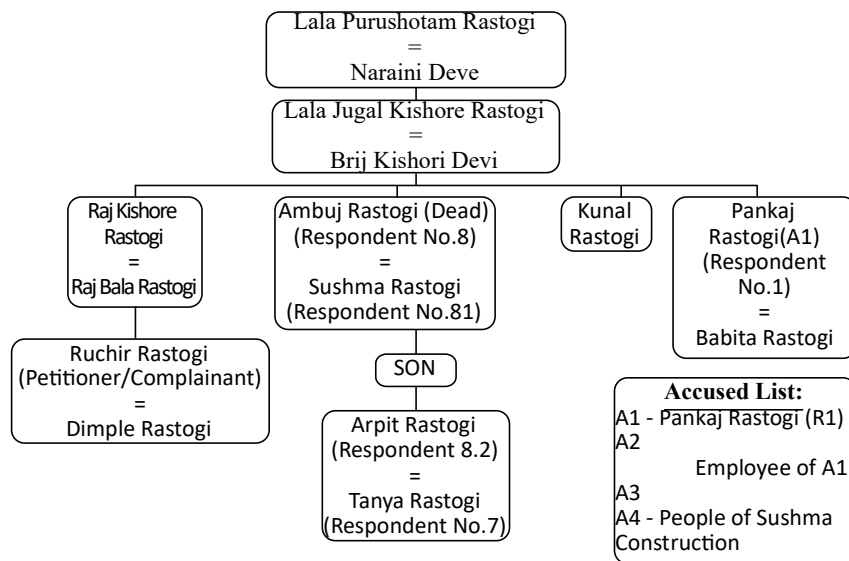 Lala Purushotam Rastogi
=
Naraini Deve
Lala Jugal Kishore Rastogi
=
Brij Kishori Devi
Raj Kishore
Rastogi
=
Raj Bala Rastogi
Ambuj Rastogi (Dead)
(Respondent No.8)
=
Sushma Rastogi
(Respondent No.81)
Kunal
Rastogi
Pankaj
Rastogi(A1)
(Respondent
No.1)
=
Babita Rastogi
Ruchir Rastogi
(Petitioner/Complainant)
=
Dimple Rastogi
SON
Arpit Rastogi
(Respondent 8.2)
=
Tanya Rastogi
(Respondent No.7)
Accused List:
A1 - Pankaj Rastogi (R1)
A2
Employee of A1
A3
A4 - People of Sushma
Construction